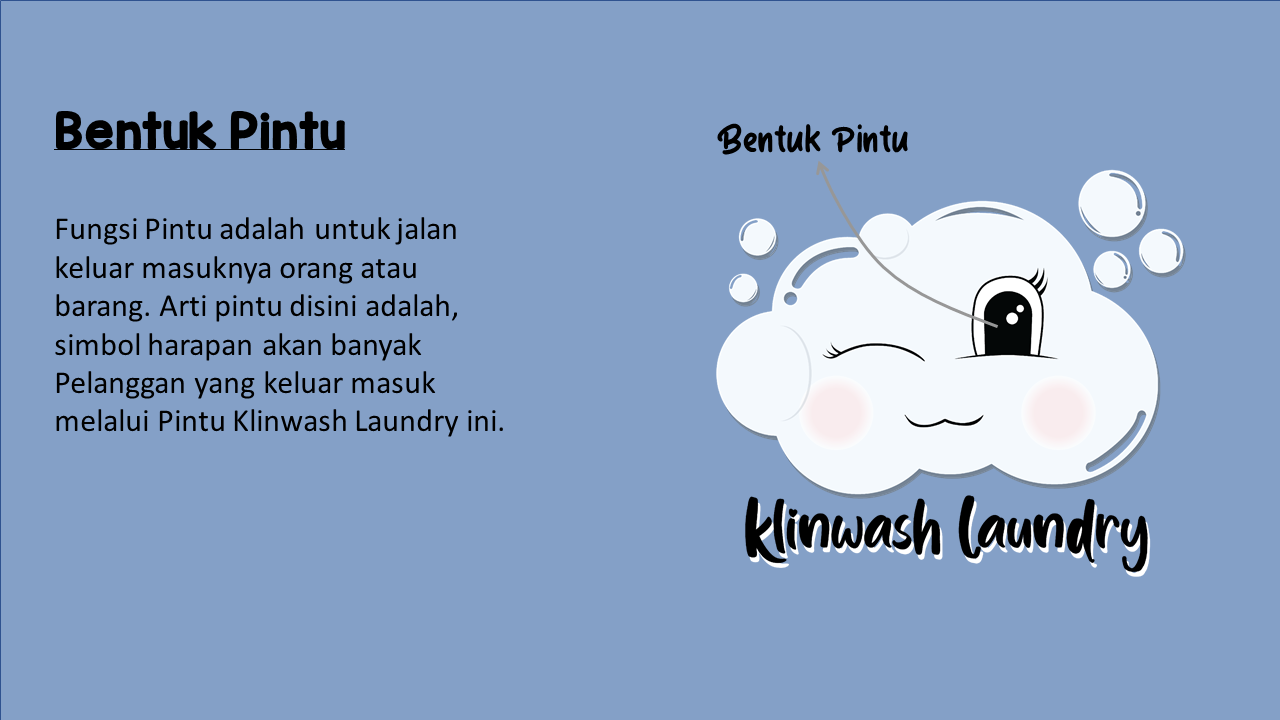 Bentuk Pintu
Fungsi Pintu adalah untuk jalan
keluar masuknya orang atau
barang. Arti pintu disini adalah,
simbol harapan akan banyak
Pelanggan yang keluar masuk
melalui Pintu Klinwash Laundry ini.
Bentuk Pintu
klinwash laundry